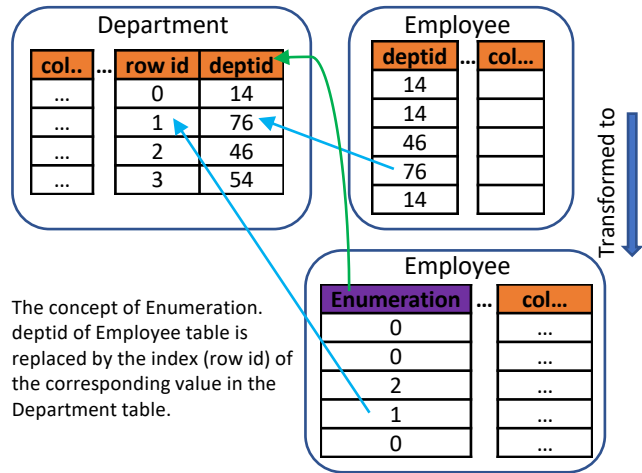 Department
col.. ... row id deptid
... 0 14
... 1 76
... 2 46
... 3 54
Employee
deptid ... col...
14
14
46
76
14
Transformed to
Employee
Enumeration ... col...
0 ...
0 ...
2 ...
1 ...
0 ...
The concept of Enumeration.
deptid of Employee table is
replaced by the index (row id) of
the corresponding value in the
Department table.